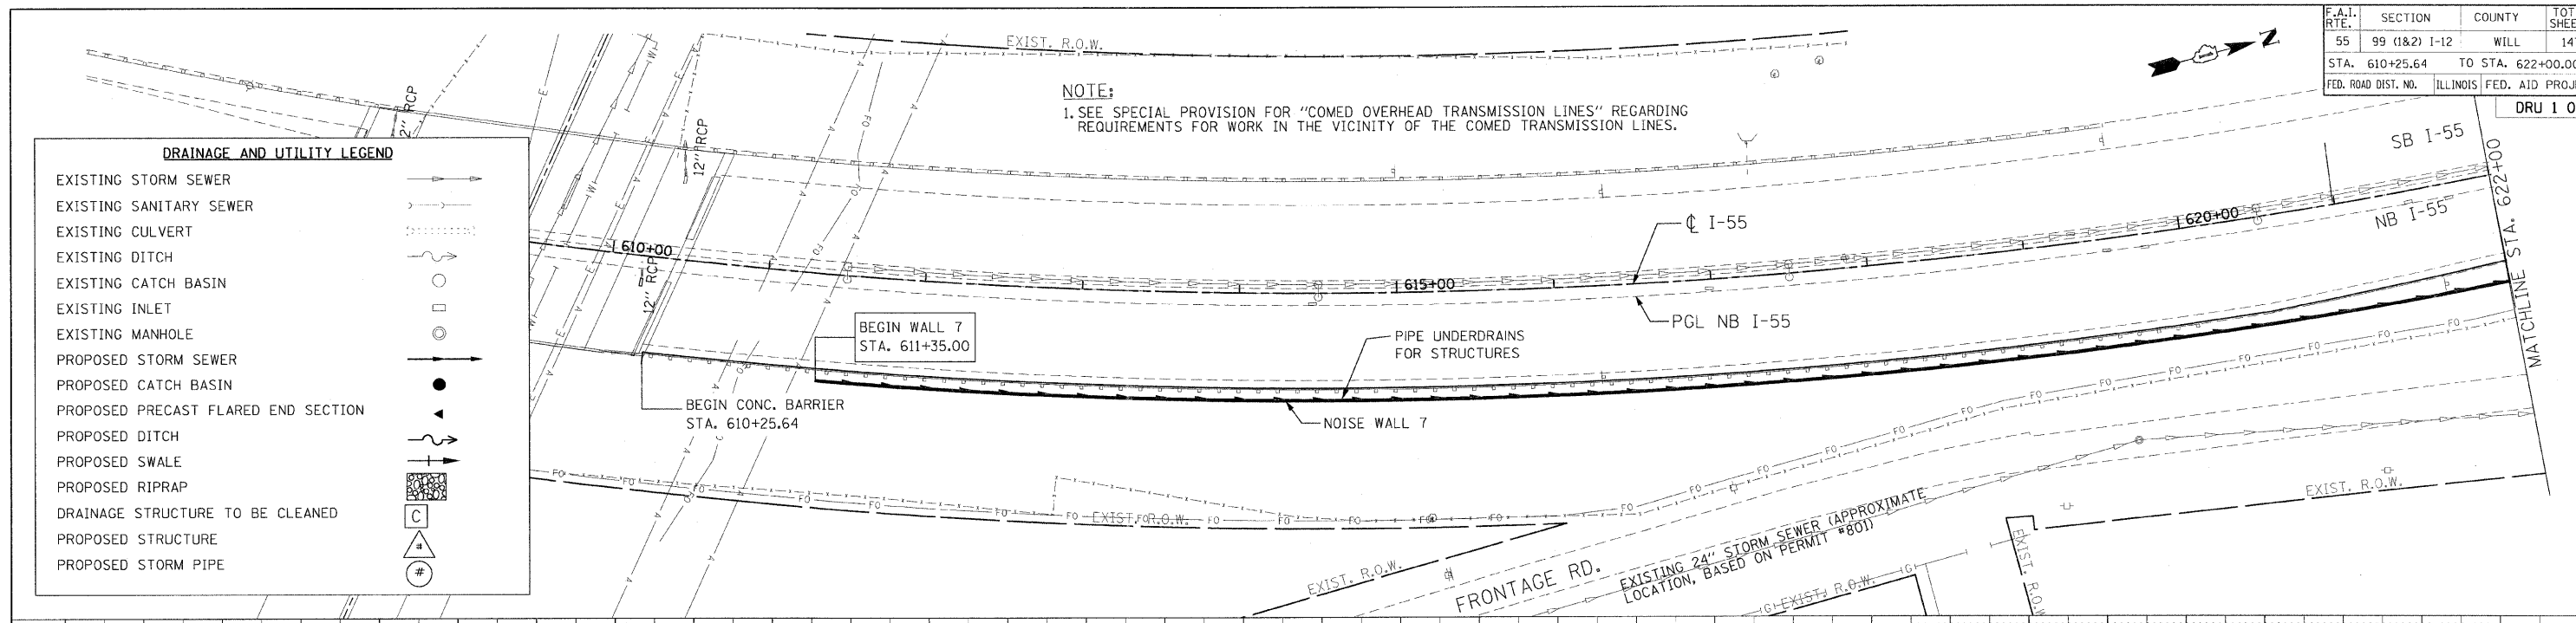 F.A.I. RTE. SECTION COUNTY
55 99 (1&2) I-12 WILL
STA. 610+25.64 TO STA. 622+00.00
FED. ROAD DIST. NO. ILLINOIS FED. AID
DRU 1
N
EXIST. R.O.W.
NOTE:
1. SEE SPECIAL PROVISION FOR "COMED OVERHEAD TRANSMISSION LINES" REGARDING
REQUIREMENTS FOR WORK IN THE VICINITY OF THE COMED TRANSMISSION LINES.
2" RCP
12" RCP
12" RCP
DRAINAGE AND UTILITY LEGEND
EXISTING STORM SEWER
EXISTING SANITARY SEWER
EXISTING CULVERT
EXISTING DITCH
EXISTING CATCH BASIN
EXISTING INLET
EXISTING MANHOLE
PROPOSED STORM SEWER
PROPOSED CATCH BASIN
PROPOSED PRECAST FLARED END SECTION
PROPOSED DITCH
PROPOSED SWALE
PROPOSED RIPRAP
DRAINAGE STRUCTURE TO BE CLEANED C
PROPOSED STRUCTURE #
PROPOSED STORM PIPE #
610+00
615+00
620+00
℄ I-55
PGL NB I-55
SB I-55
NB I-55
MATCHLINE STA. 622+00
BEGIN WALL 7
STA. 611+35.00
BEGIN CONC. BARRIER
STA. 610+25.64
PIPE UNDERDRAINS
FOR STRUCTURES
NOISE WALL 7
EXIST. R.O.W.
EXIST. R.O.W.
FRONTAGE RD.
EXISTING 24" STORM SEWER (APPROXIMATE
LOCATION, BASED ON PERMIT #801)
EXIST. R.O.W.
EXIST. R.O.W.
EXIST. R.O.W.